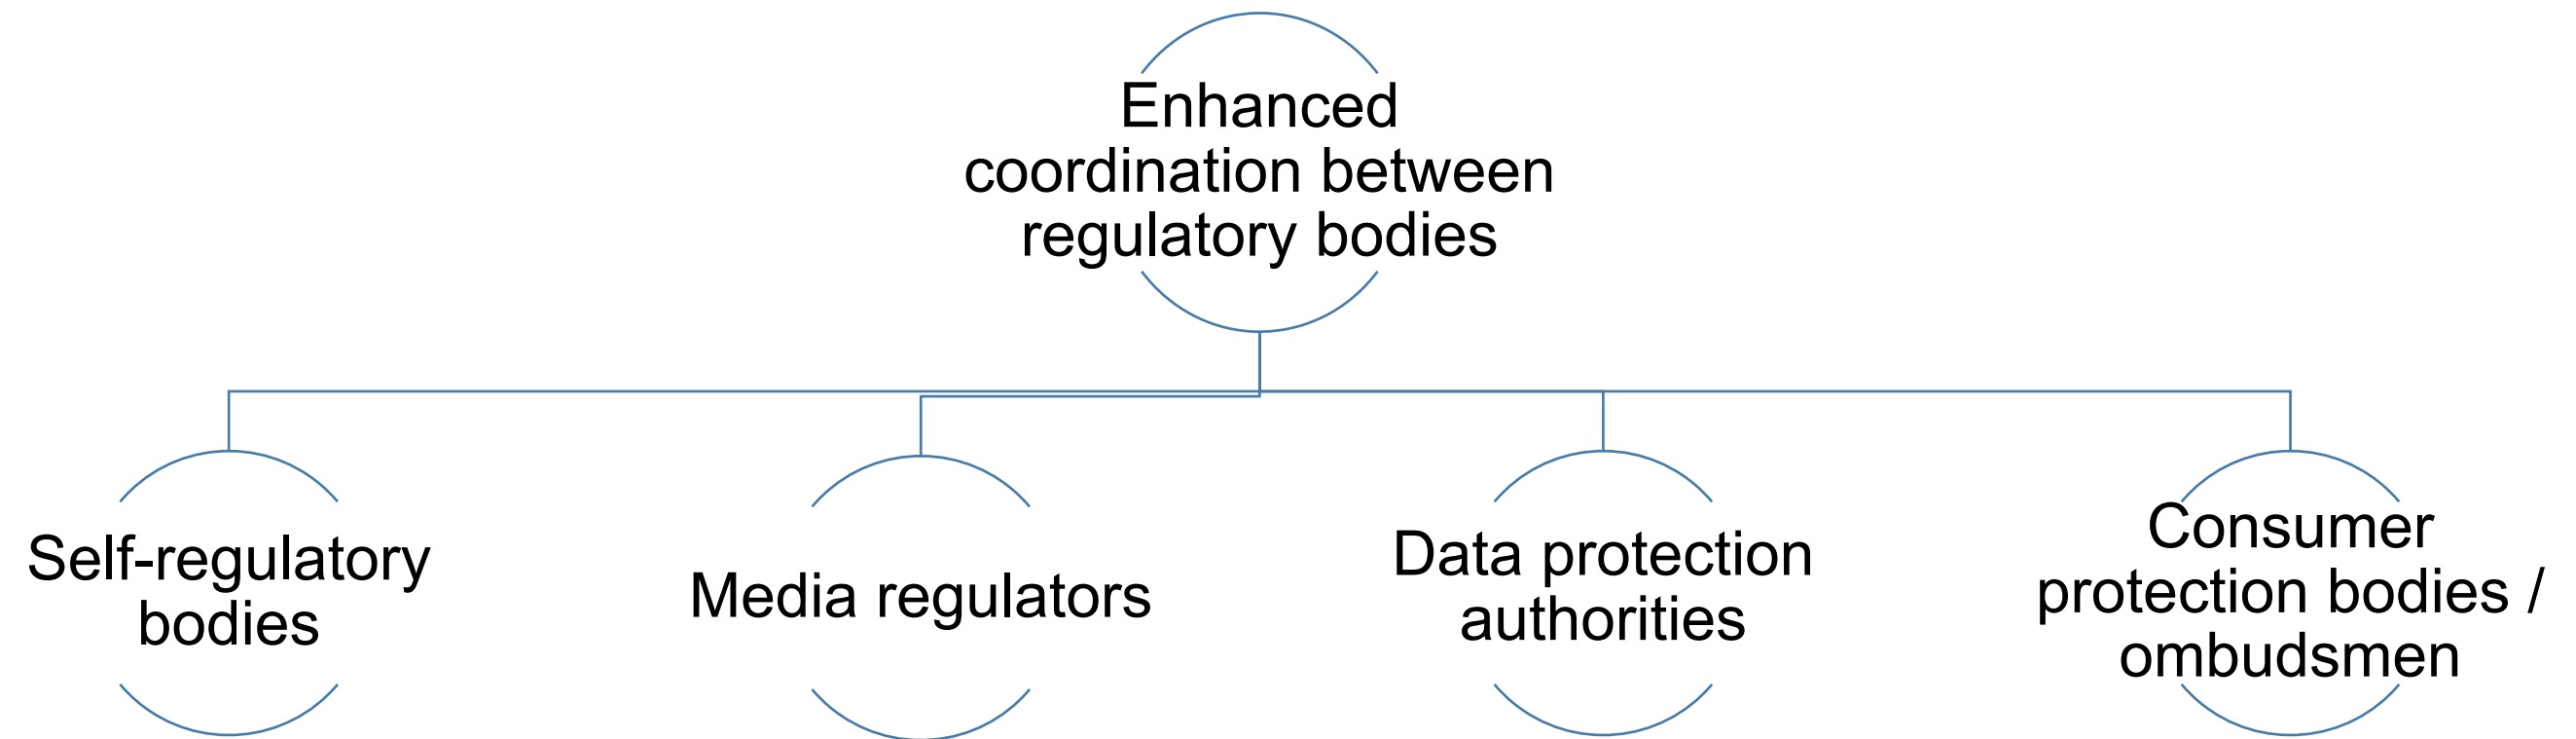 Enhanced
coordination between
regulatory bodies
Self-regulatory
bodies
Media regulators
Data protection
authorities
Consumer
protection bodies /
ombudsmen